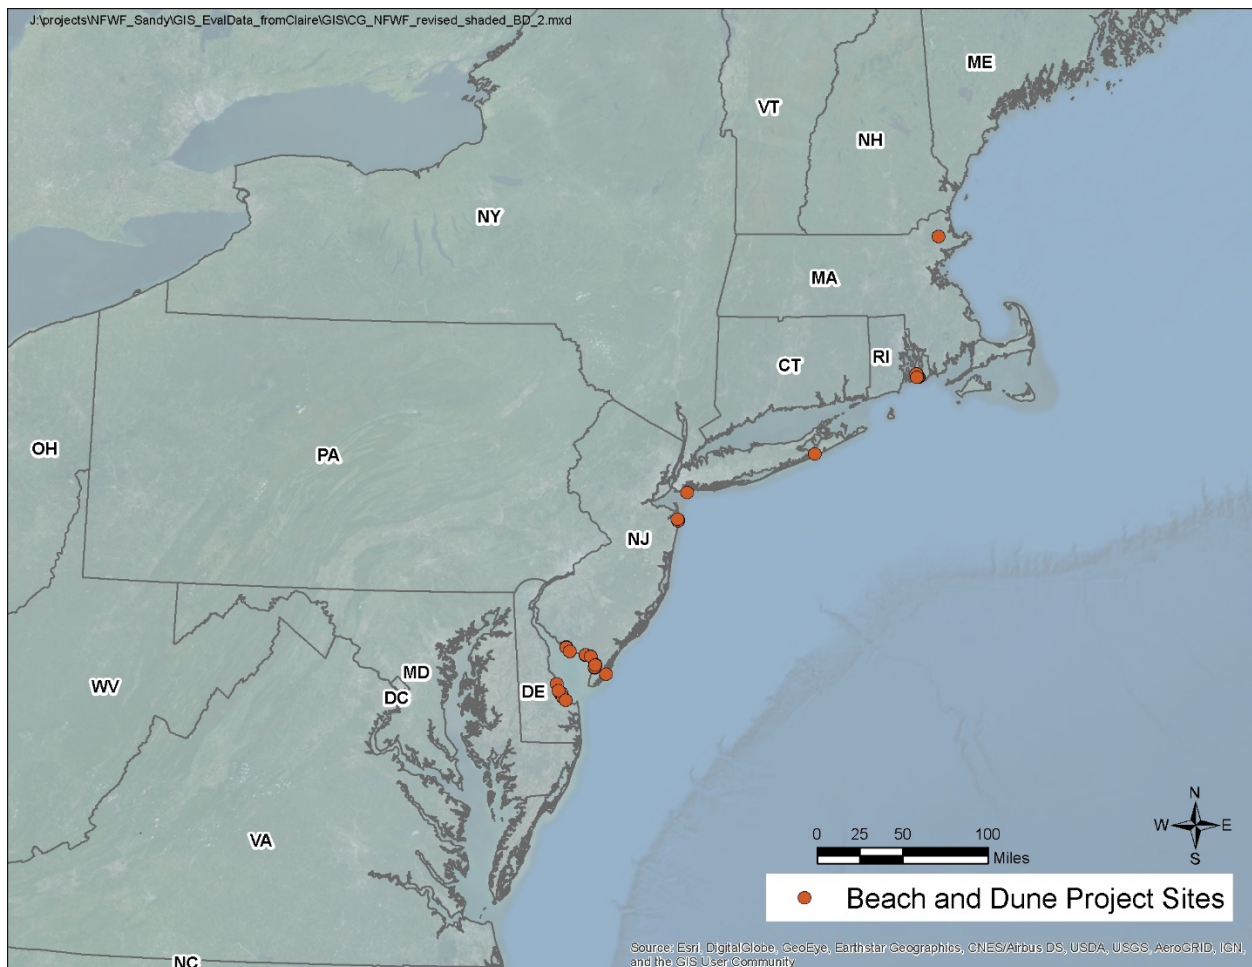 J:\projects\NFWF_Sandy\GIS_EvalData_fromClaire\GIS\CG_NFWF_revised_shaded_BD_2.mxd
ME
VT
NH
NY
MA
CT
RI
OH
PA
NJ
MD
WV
DC
DE
VA
NC
N
W
E
S
0 25 50 100
Miles
Beach and Dune Project Sites
Source: Esri, DigitalGlobe, GeoEye, Earthstar Geographics, CNES/Airbus DS, USDA, USGS, AeroGRID, IGN,
and the GIS User Community